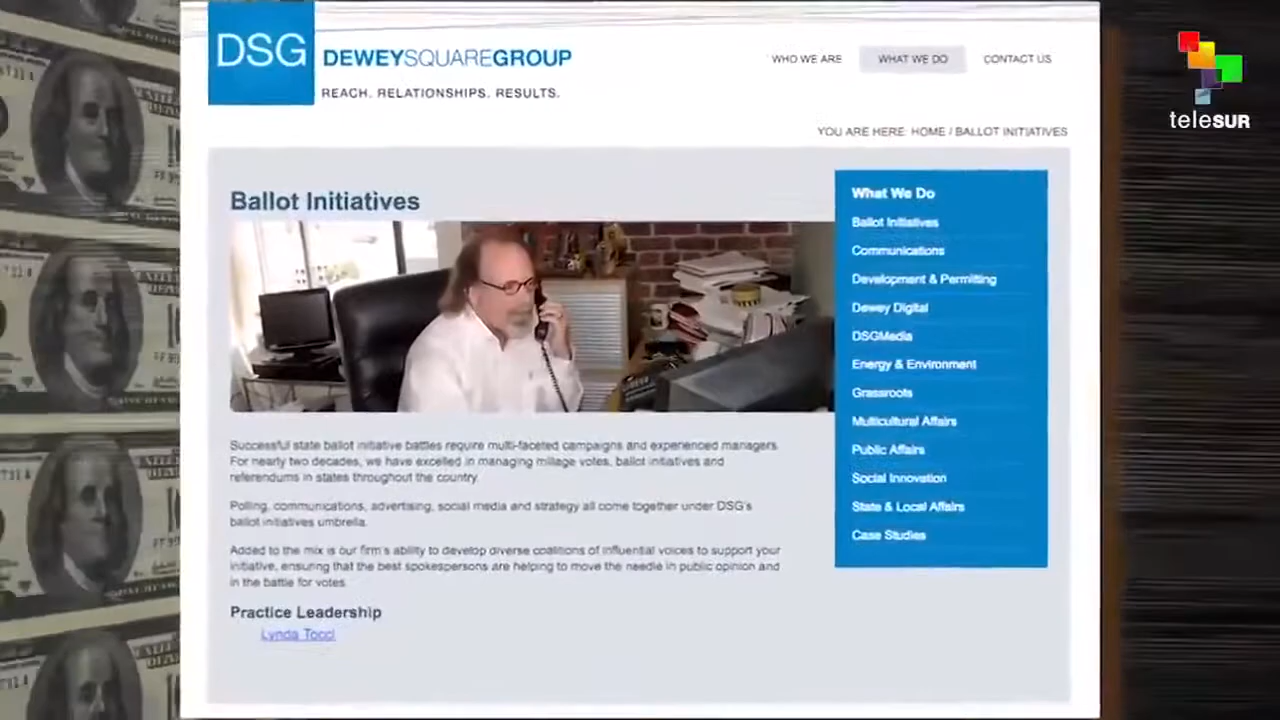 DSG
DEWEYSQUAREGROUP
REACH. RELATIONSHIPS. RESULTS.
WHO WE ARE
WHAT WE DO
CONTACT US
teleSUR
YOU ARE HERE: HOME / BALLOT INITIATIVES
Ballot Initiatives
Successful state ballot initiative battles require multi-faceted campaigns and experienced managers.
For nearly two decades, we have excelled in managing millage votes, ballot initiatives and
referendums in states throughout the country.
Polling, communications, advertising, social media and strategy all come together under DSG's
ballot initiatives umbrella.
Added to the mix is our firm's ability to develop diverse coalitions of influential voices to support your
initiative, ensuring that the best spokespersons are helping to move the needle in public opinion and
in the battle for votes.
Practice Leadership
Lynda Tocci
What We Do
Ballot Initiatives
Communications
Development & Permitting
Dewey Digital
DSGMedia
Energy & Environment
Grassroots
Multicultural Affairs
Public Affairs
Social Innovation
State & Local Affairs
Case Studies